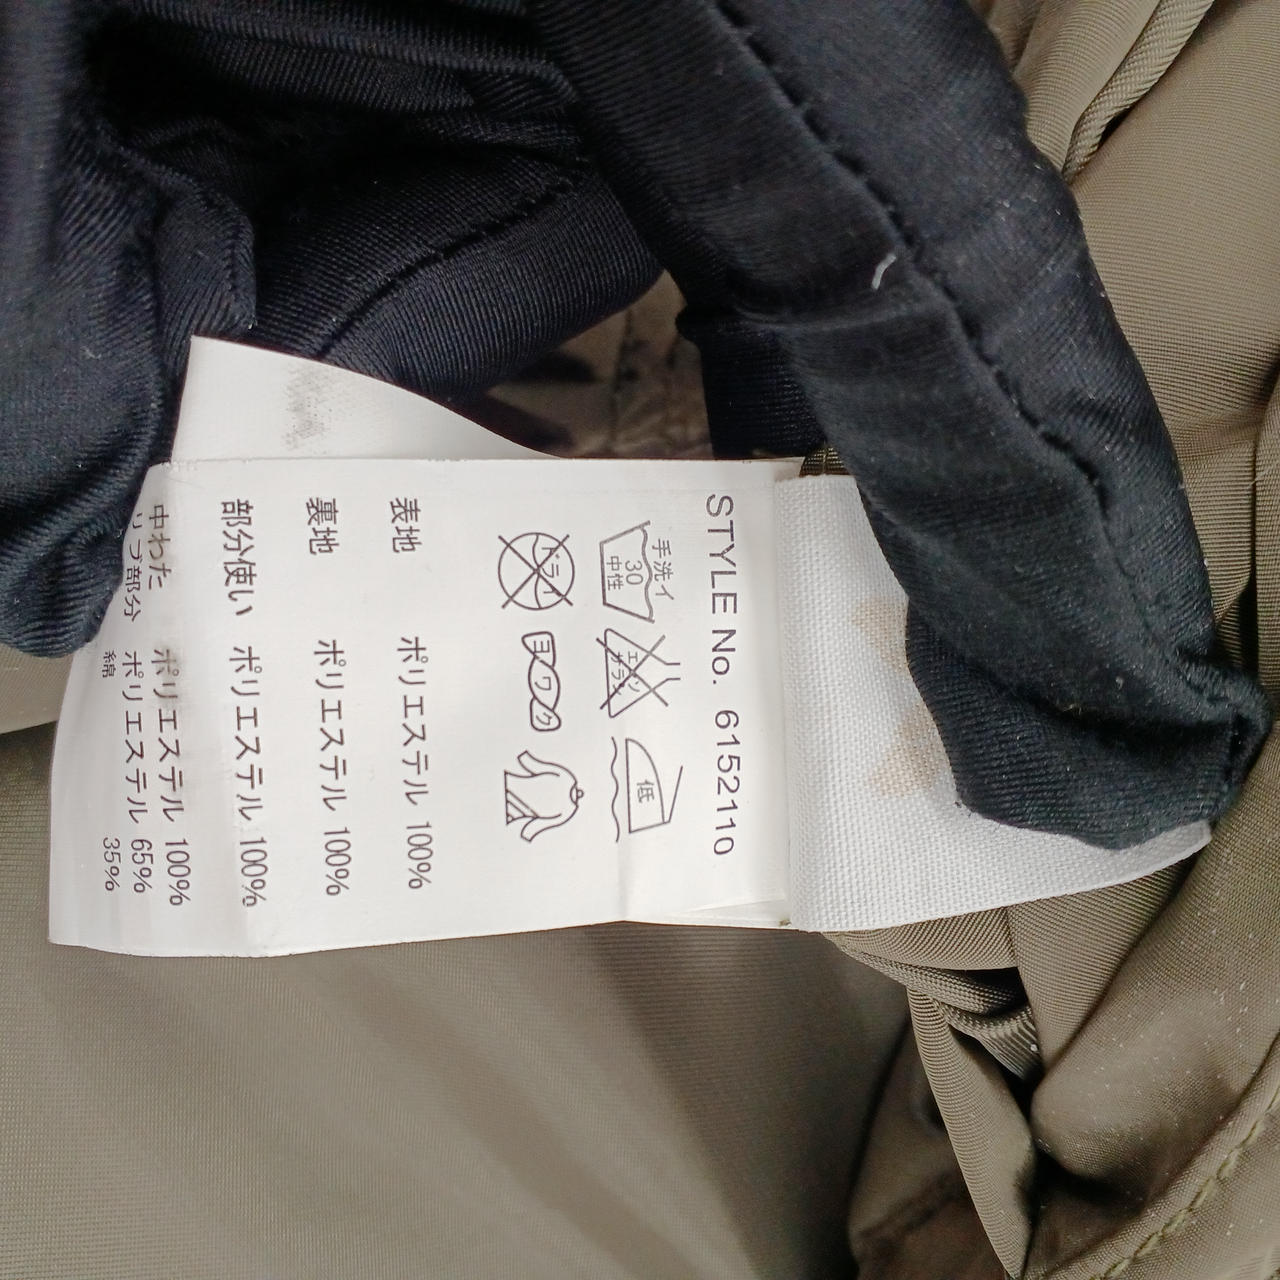 STYLE No. 6152110
手洗イ
30
中性
エンソ
サラシ
低
ドライ
ヨワク
表地 ポリエステル 100%
裏地 ポリエステル 100%
部分使い ポリエステル 100%
中わた ポリエステル 100%
リブ部分 ポリエステル 65%
綿 35%